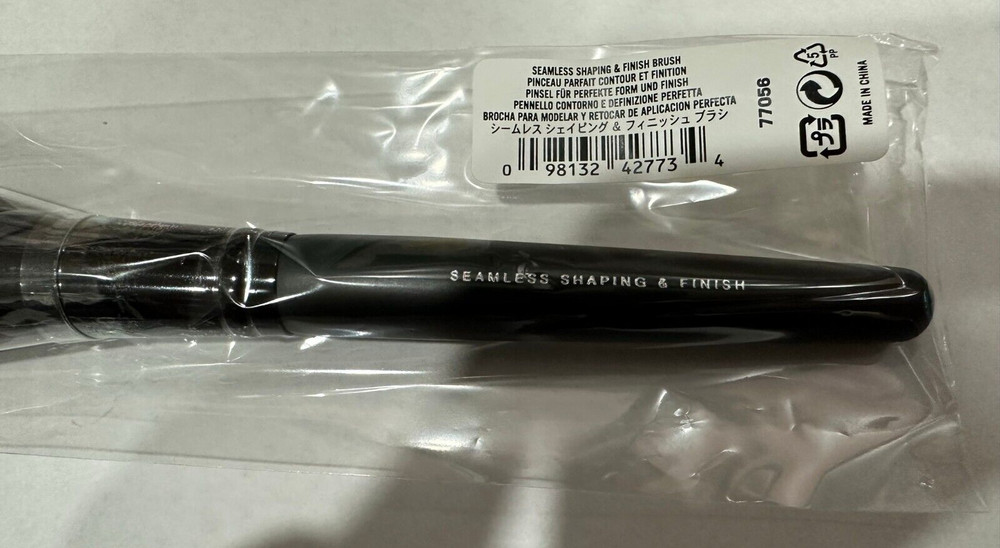 SEAMLESS SHAPING & FINISH BRUSH
PINCEAU PARFAIT CONTOUR ET FINITION
PINSEL FÜR PERFEKTE FORM UND FINISH
PENNELLO CONTORNO E DEFINIZIONE PERFETTA
BROCHA PARA MODELAR Y RETOCAR DE APLICACION PERFECTA
シームレス シェイピング & フィニッシュ ブラシ
0 98132 42773 4
77056
5
PP
プラ
MADE IN CHINA
SEAMLESS SHAPING & FINISH